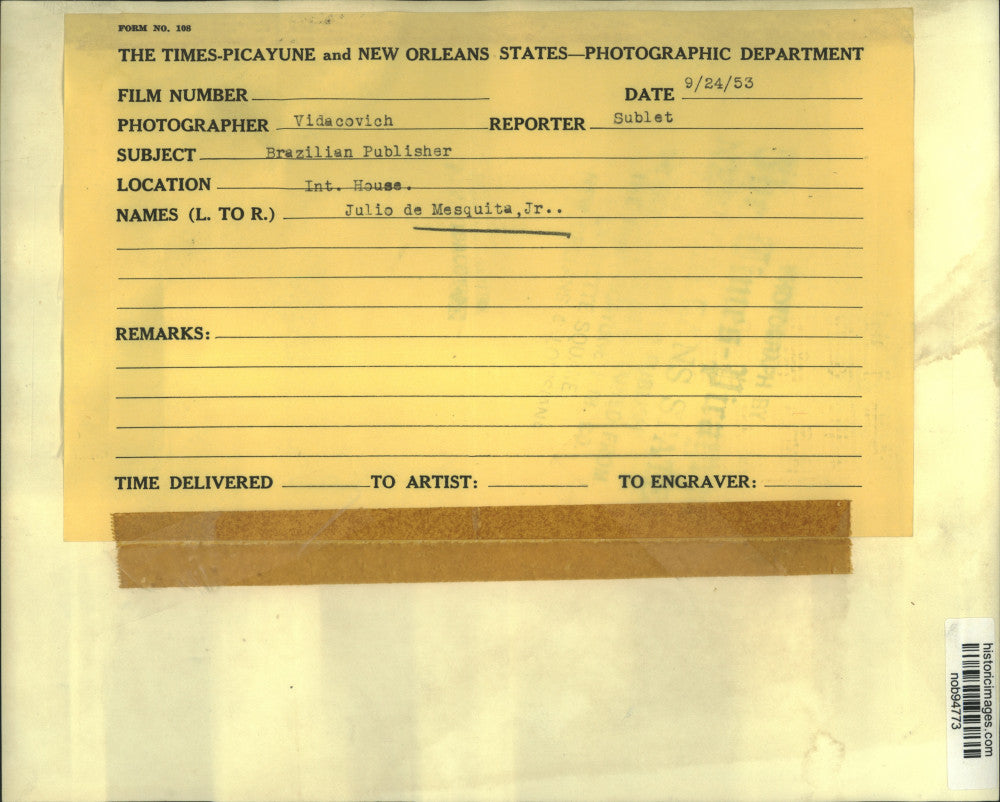 FORM NO. 108
THE TIMES-PICAYUNE and NEW ORLEANS STATES—PHOTOGRAPHIC DEPARTMENT
FILM NUMBER DATE 9/24/53
PHOTOGRAPHER Vidacovich REPORTER Sublet
SUBJECT Brazilian Publisher
LOCATION Int. House.
NAMES (L. TO R.) Julio de Mesquita,Jr..
REMARKS:
TIME DELIVERED TO ARTIST: TO ENGRAVER:
historicimages.com
nob94773